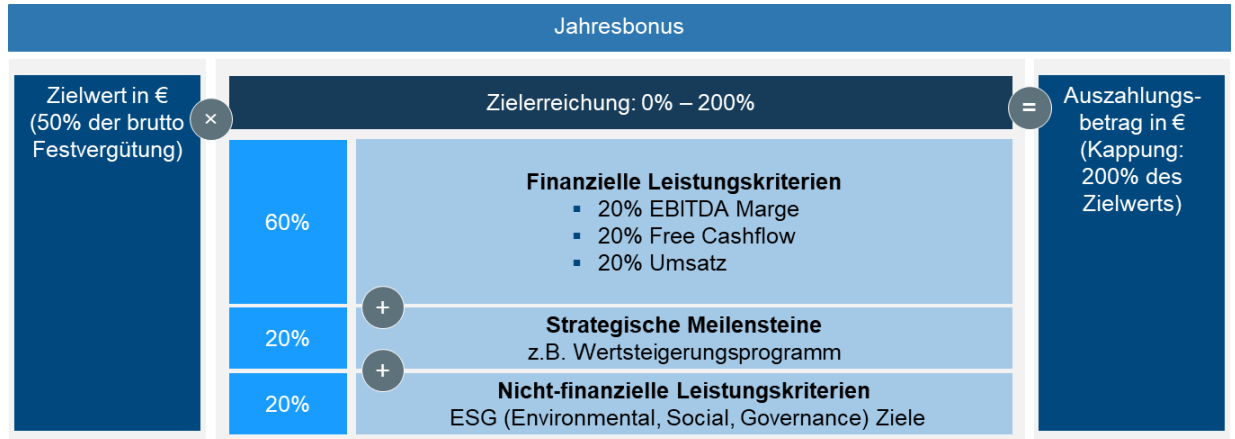 Jahresbonus
Zielwert in €
(50% der brutto
Festvergütung)
×
Zielerreichung: 0% – 200%
=
Auszahlungs-
betrag in €
(Kappung:
200% des
Zielwerts)
60%
Finanzielle Leistungskriterien
▪ 20% EBITDA Marge
▪ 20% Free Cashflow
▪ 20% Umsatz
+
20%
Strategische Meilensteine
z.B. Wertsteigerungsprogramm
+
20%
Nicht-finanzielle Leistungskriterien
ESG (Environmental, Social, Governance) Ziele